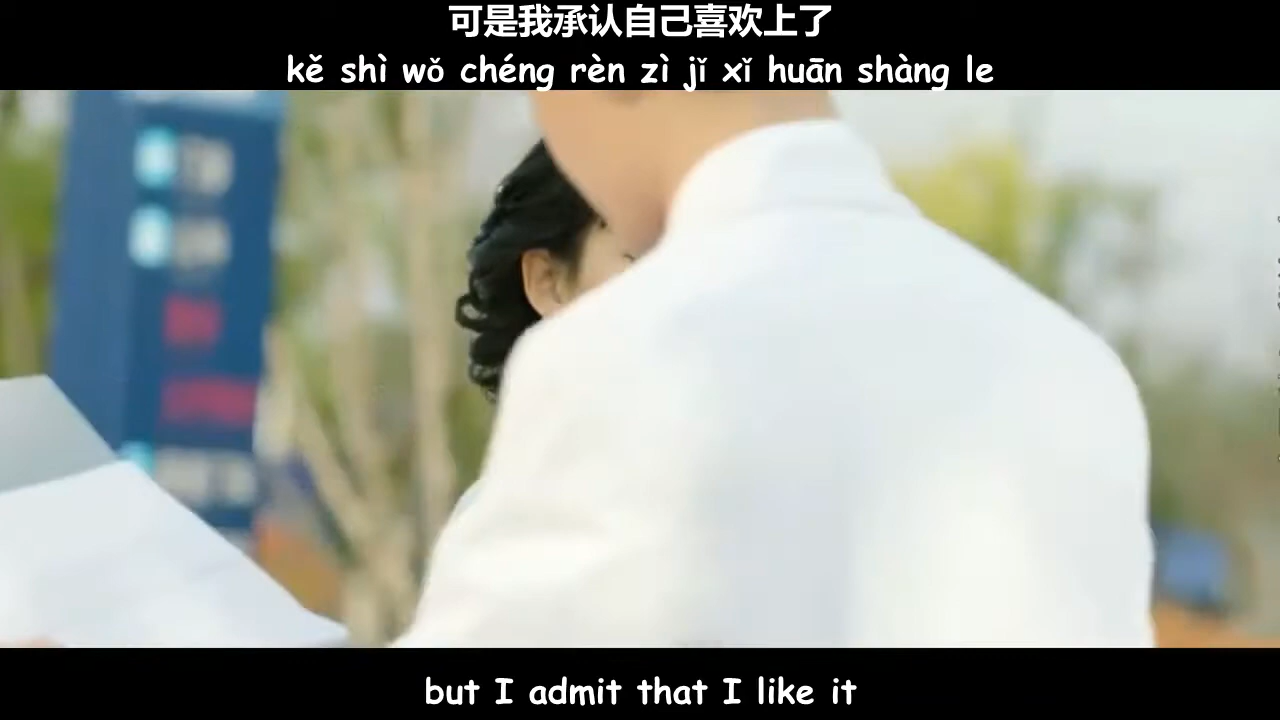 可是我承认自己喜欢上了
kě shì wǒ chéng rèn zì jǐ xǐ huān shàng le
but I admit that I like it